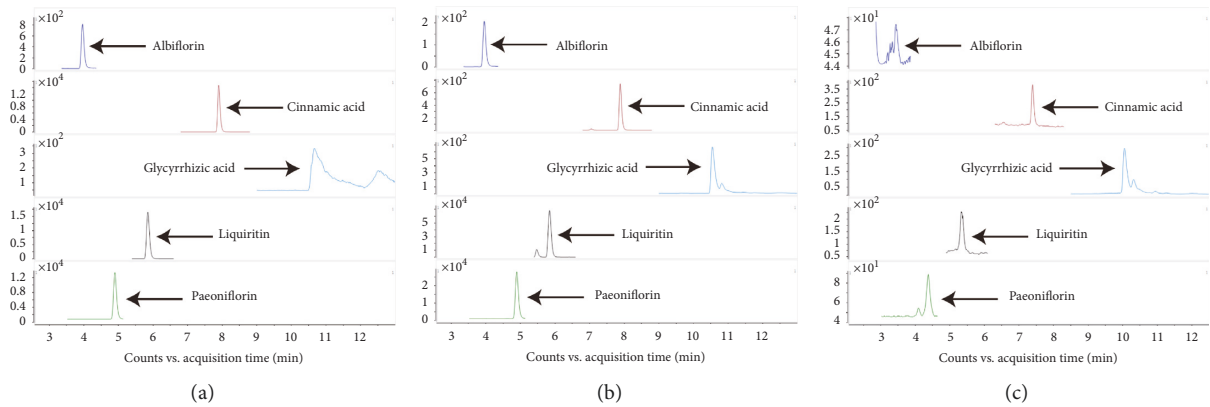 ×10²
8
6
4
2
0
Albiflorin
×10⁴
1.2
0.8
0.4
0
Cinnamic acid
×10²
3
2
1
Glycyrrhizic acid
×10⁴
1.5
1
0.5
0
Liquiritin
×10⁴
1.2
0.8
0.4
0
Paeoniflorin
3 4 5 6 7 8 9 10 11 12
Counts vs. acquisition time (min)
(a)
×10²
2
1
0
Albiflorin
×10²
6
4
2
Cinnamic acid
×10²
5
3
1
Glycyrrhizic acid
×10⁴
5
3
1
Liquiritin
×10⁴
2
1
0
Paeoniflorin
3 4 5 6 7 8 9 10 11 12
Counts vs. acquisition time (min)
(b)
×10¹
4.7
4.6
4.5
4.4
Albiflorin
×10²
3.5
2.5
1.5
0.5
Cinnamic acid
×10²
2.5
1.5
0.5
Glycyrrhizic acid
×10²
2
1.5
1
0.5
Liquiritin
×10¹
8
6
4
Paeoniflorin
2 3 4 5 6 7 8 9 10 11 12
Counts vs. acquisition time (min)
(c)